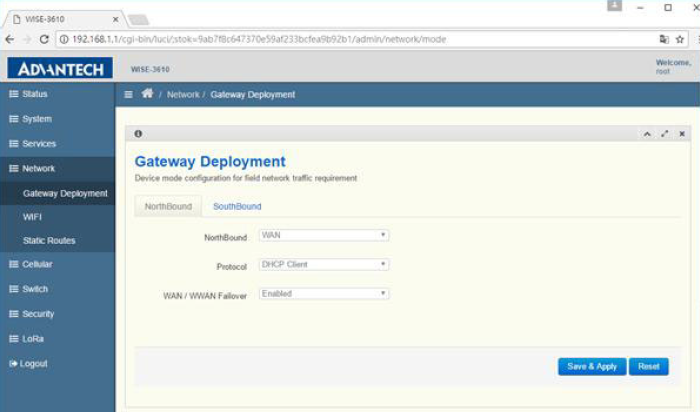 WISE-3610
192.168.1.1/cgi-bin/luci/;stok=9ab7f8c647370e59af233bcfea9b92b1/admin/network/mode
ADVANTECH
WISE-3610
Welcome,
root
Status
/ Network / Gateway Deployment
System
Services
Network
Gateway Deployment
WIFI
Static Routes
Cellular
Switch
Security
LoRa
Logout
Gateway Deployment
Device mode configuration for field network traffic requirement
NorthBound
SouthBound
NorthBound
WAN
Protocol
DHCP Client
WAN / WWAN Failover
Enabled
Save & Apply
Reset